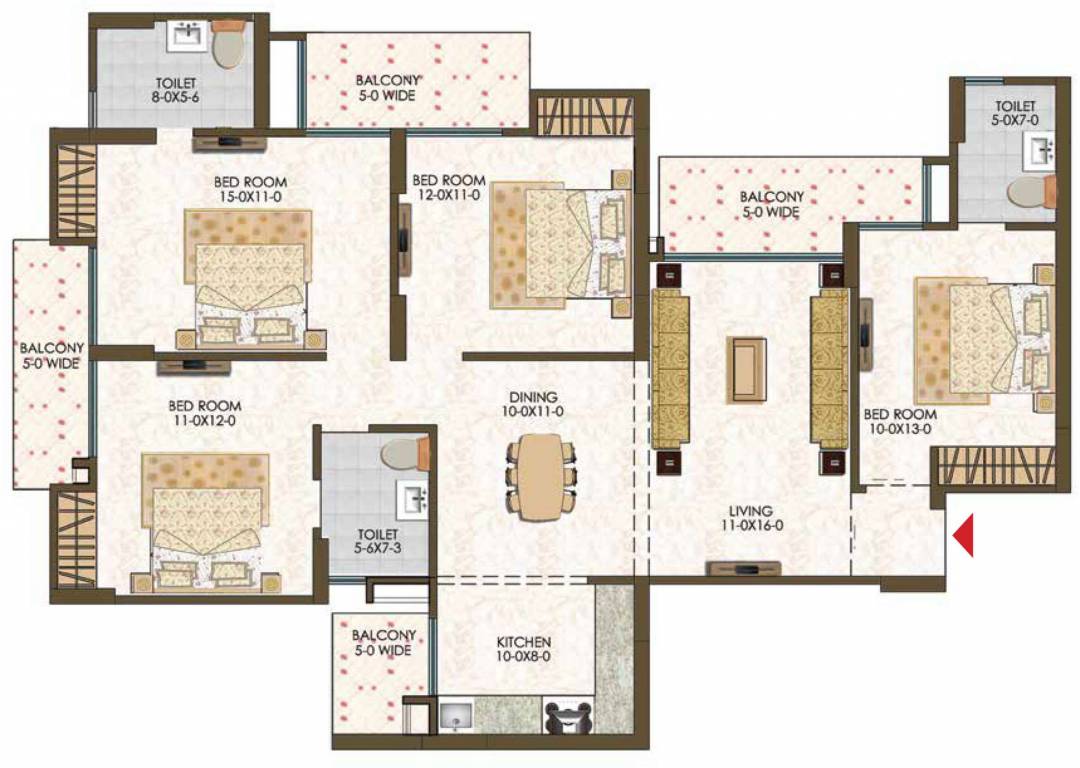 TOILET
8-0X5-6
BALCONY
5-0 WIDE
TOILET
5-0X7-0
BED ROOM
15-0X11-0
BED ROOM
12-0X11-0
BALCONY
5-0 WIDE
BALCONY
5-0 WIDE
BED ROOM
11-0X12-0
DINING
10-0X11-0
BED ROOM
10-0X13-0
LIVING
11-0X16-0
TOILET
5-6X7-3
BALCONY
5-0 WIDE
KITCHEN
10-0X8-0